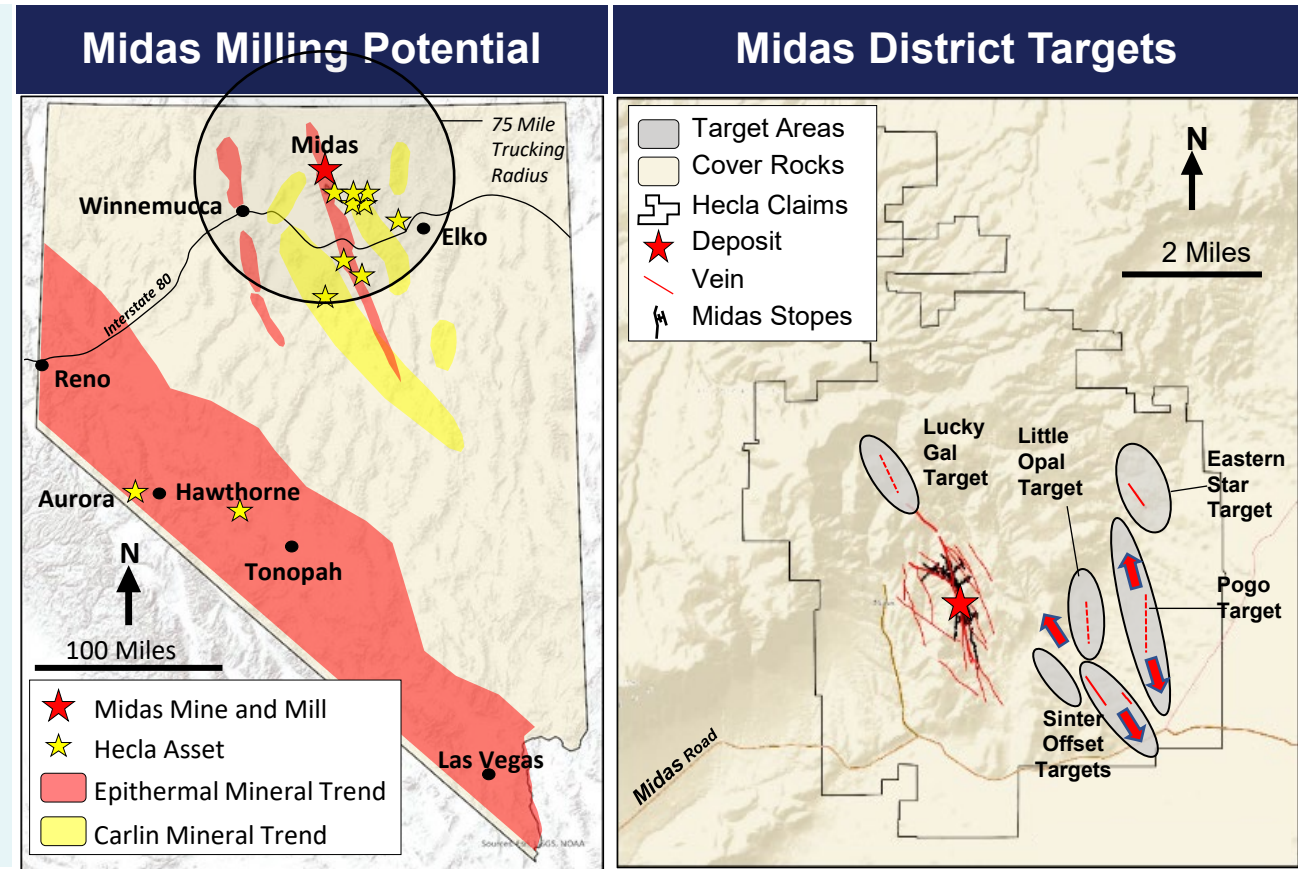 Midas Milling Potential
75 Mile
Trucking
Radius
Midas
Winnemucca
Elko
Interstate 80
Reno
Aurora
Hawthorne
Tonopah
N
100 Miles
Las Vegas
Midas Mine and Mill
Hecla Asset
Epithermal Mineral Trend
Carlin Mineral Trend
Midas District Targets
Target Areas
Cover Rocks
Hecla Claims
Deposit
Vein
Midas Stopes
N
2 Miles
Lucky
Gal
Target
Little
Opal
Target
Eastern
Star
Target
Pogo
Target
Sinter
Offset
Targets
Midas Road